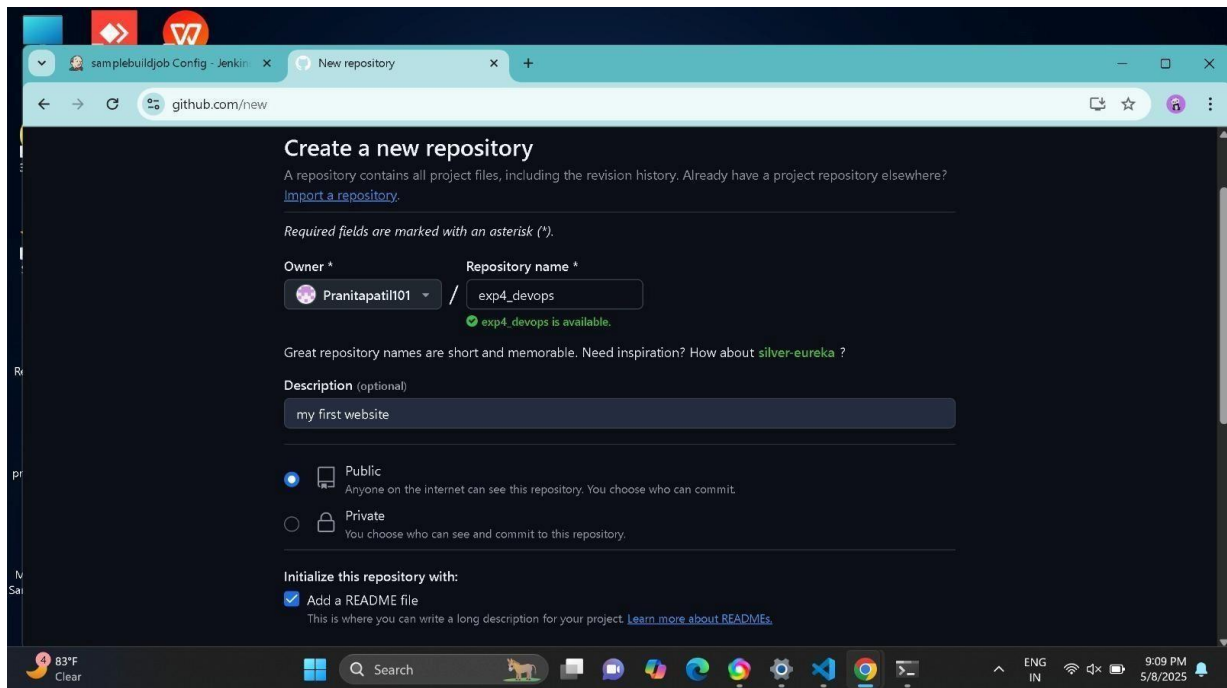 samplebuildjob Config - Jenkin
New repository
github.com/new
Create a new repository
A repository contains all project files, including the revision history. Already have a project repository elsewhere?
Import a repository.
Required fields are marked with an asterisk (*).
Owner *
Repository name *
Pranitapatil101
/
exp4_devops
exp4_devops is available.
Great repository names are short and memorable. Need inspiration? How about silver-eureka ?
Description (optional)
my first website
Public
Anyone on the internet can see this repository. You choose who can commit.
Private
You choose who can see and commit to this repository.
Initialize this repository with:
Add a README file
This is where you can write a long description for your project. Learn more about READMEs.
4
83°F
Clear
Search
ENG
IN
9:09 PM
5/8/2025